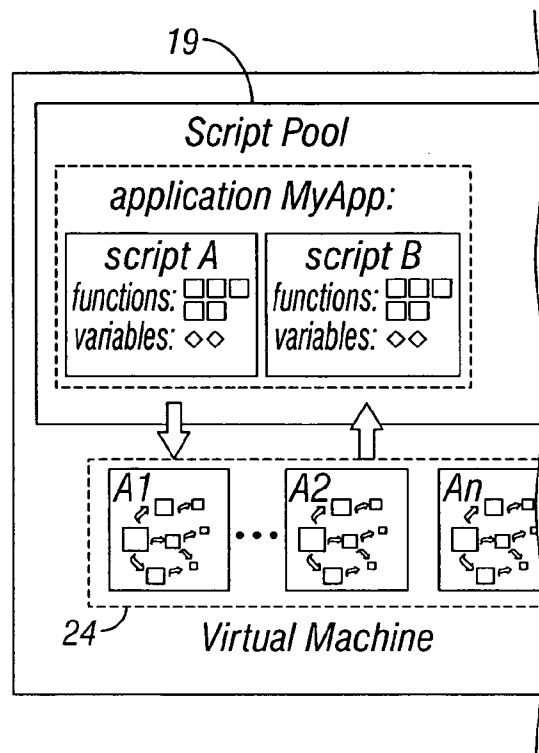 19
Script Pool
application MyApp:
script A
functions:
variables:
script B
functions:
variables:
A1
A2
An
24
Virtual Machine